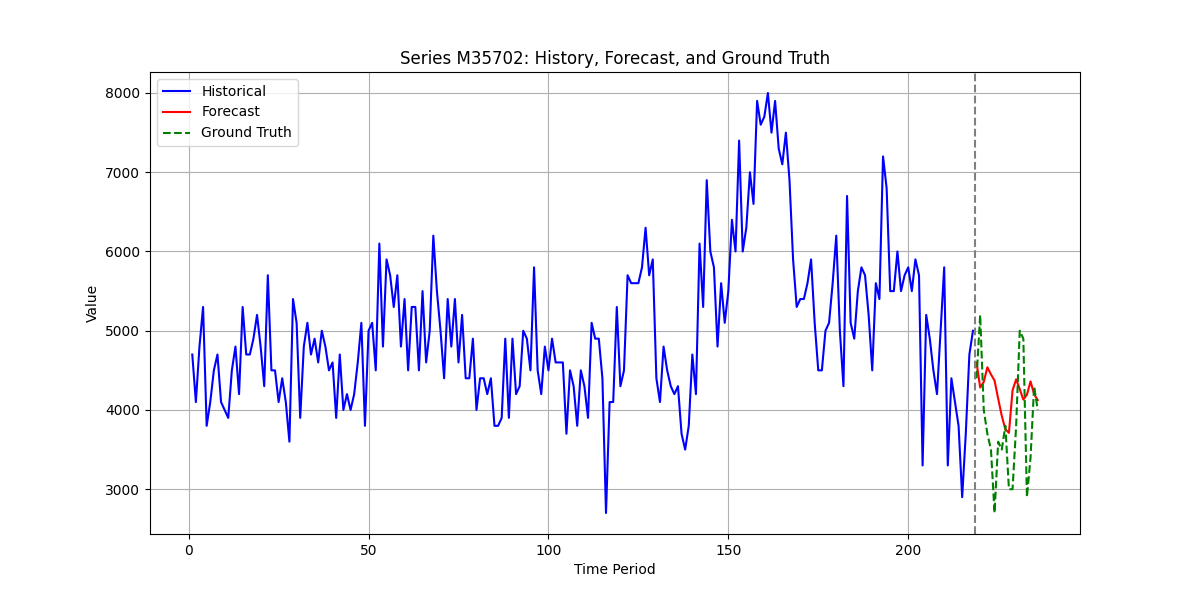 Series M35702: History, Forecast, and Ground Truth
Historical
Forecast
Ground Truth
8000
7000
6000
5000
4000
3000
Value
0
50
100
150
200
Time Period